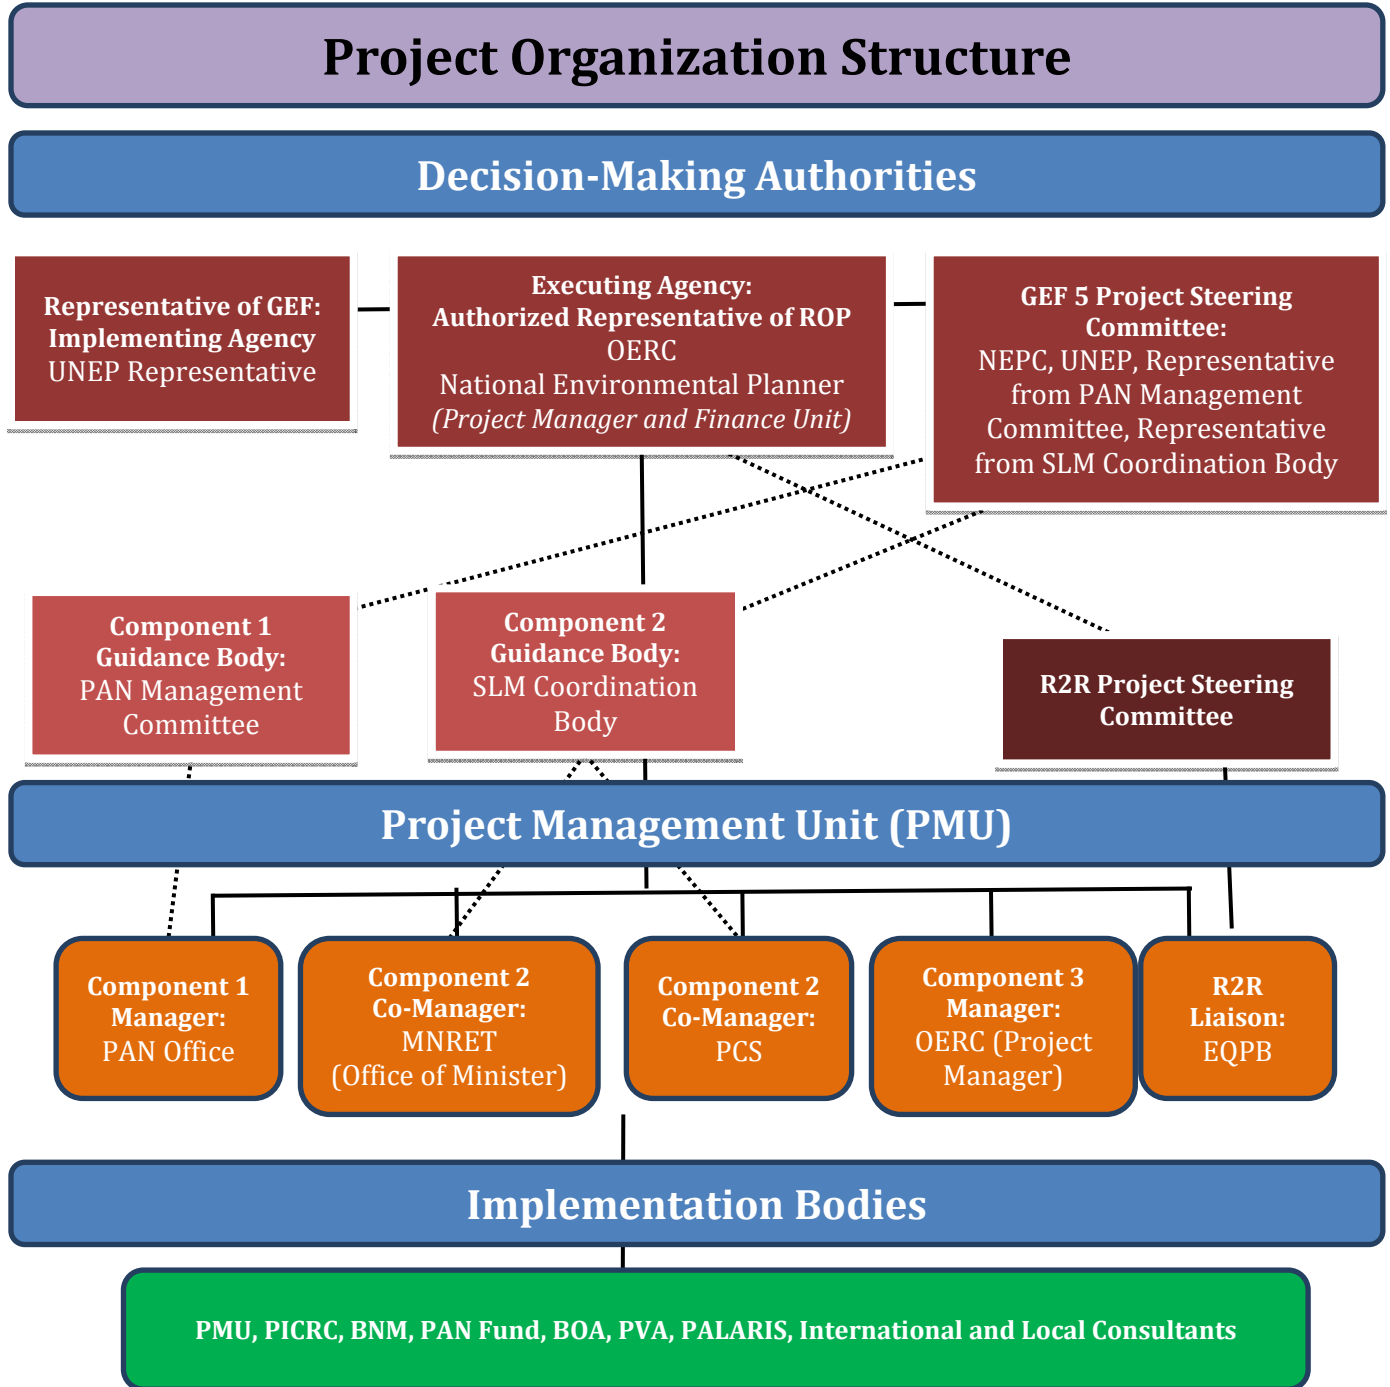 Project Organization Structure
Decision-Making Authorities
Representative of GEF:
Implementing Agency
UNEP Representative
Executing Agency:
Authorized Representative of ROP
OERC
National Environmental Planner
(Project Manager and Finance Unit)
GEF 5 Project Steering
Committee:
NEPC, UNEP, Representative
from PAN Management
Committee, Representative
from SLM Coordination Body
Component 1
Guidance Body:
PAN Management
Committee
Component 2
Guidance Body:
SLM Coordination
Body
R2R Project Steering
Committee
Project Management Unit (PMU)
Component 1
Manager:
PAN Office
Component 2
Co-Manager:
MNRET
(Office of Minister)
Component 2
Co-Manager:
PCS
Component 3
Manager:
OERC (Project
Manager)
R2R
Liaison:
EQPB
Implementation Bodies
PMU, PICRC, BNM, PAN Fund, BOA, PVA, PALARIS, International and Local Consultants